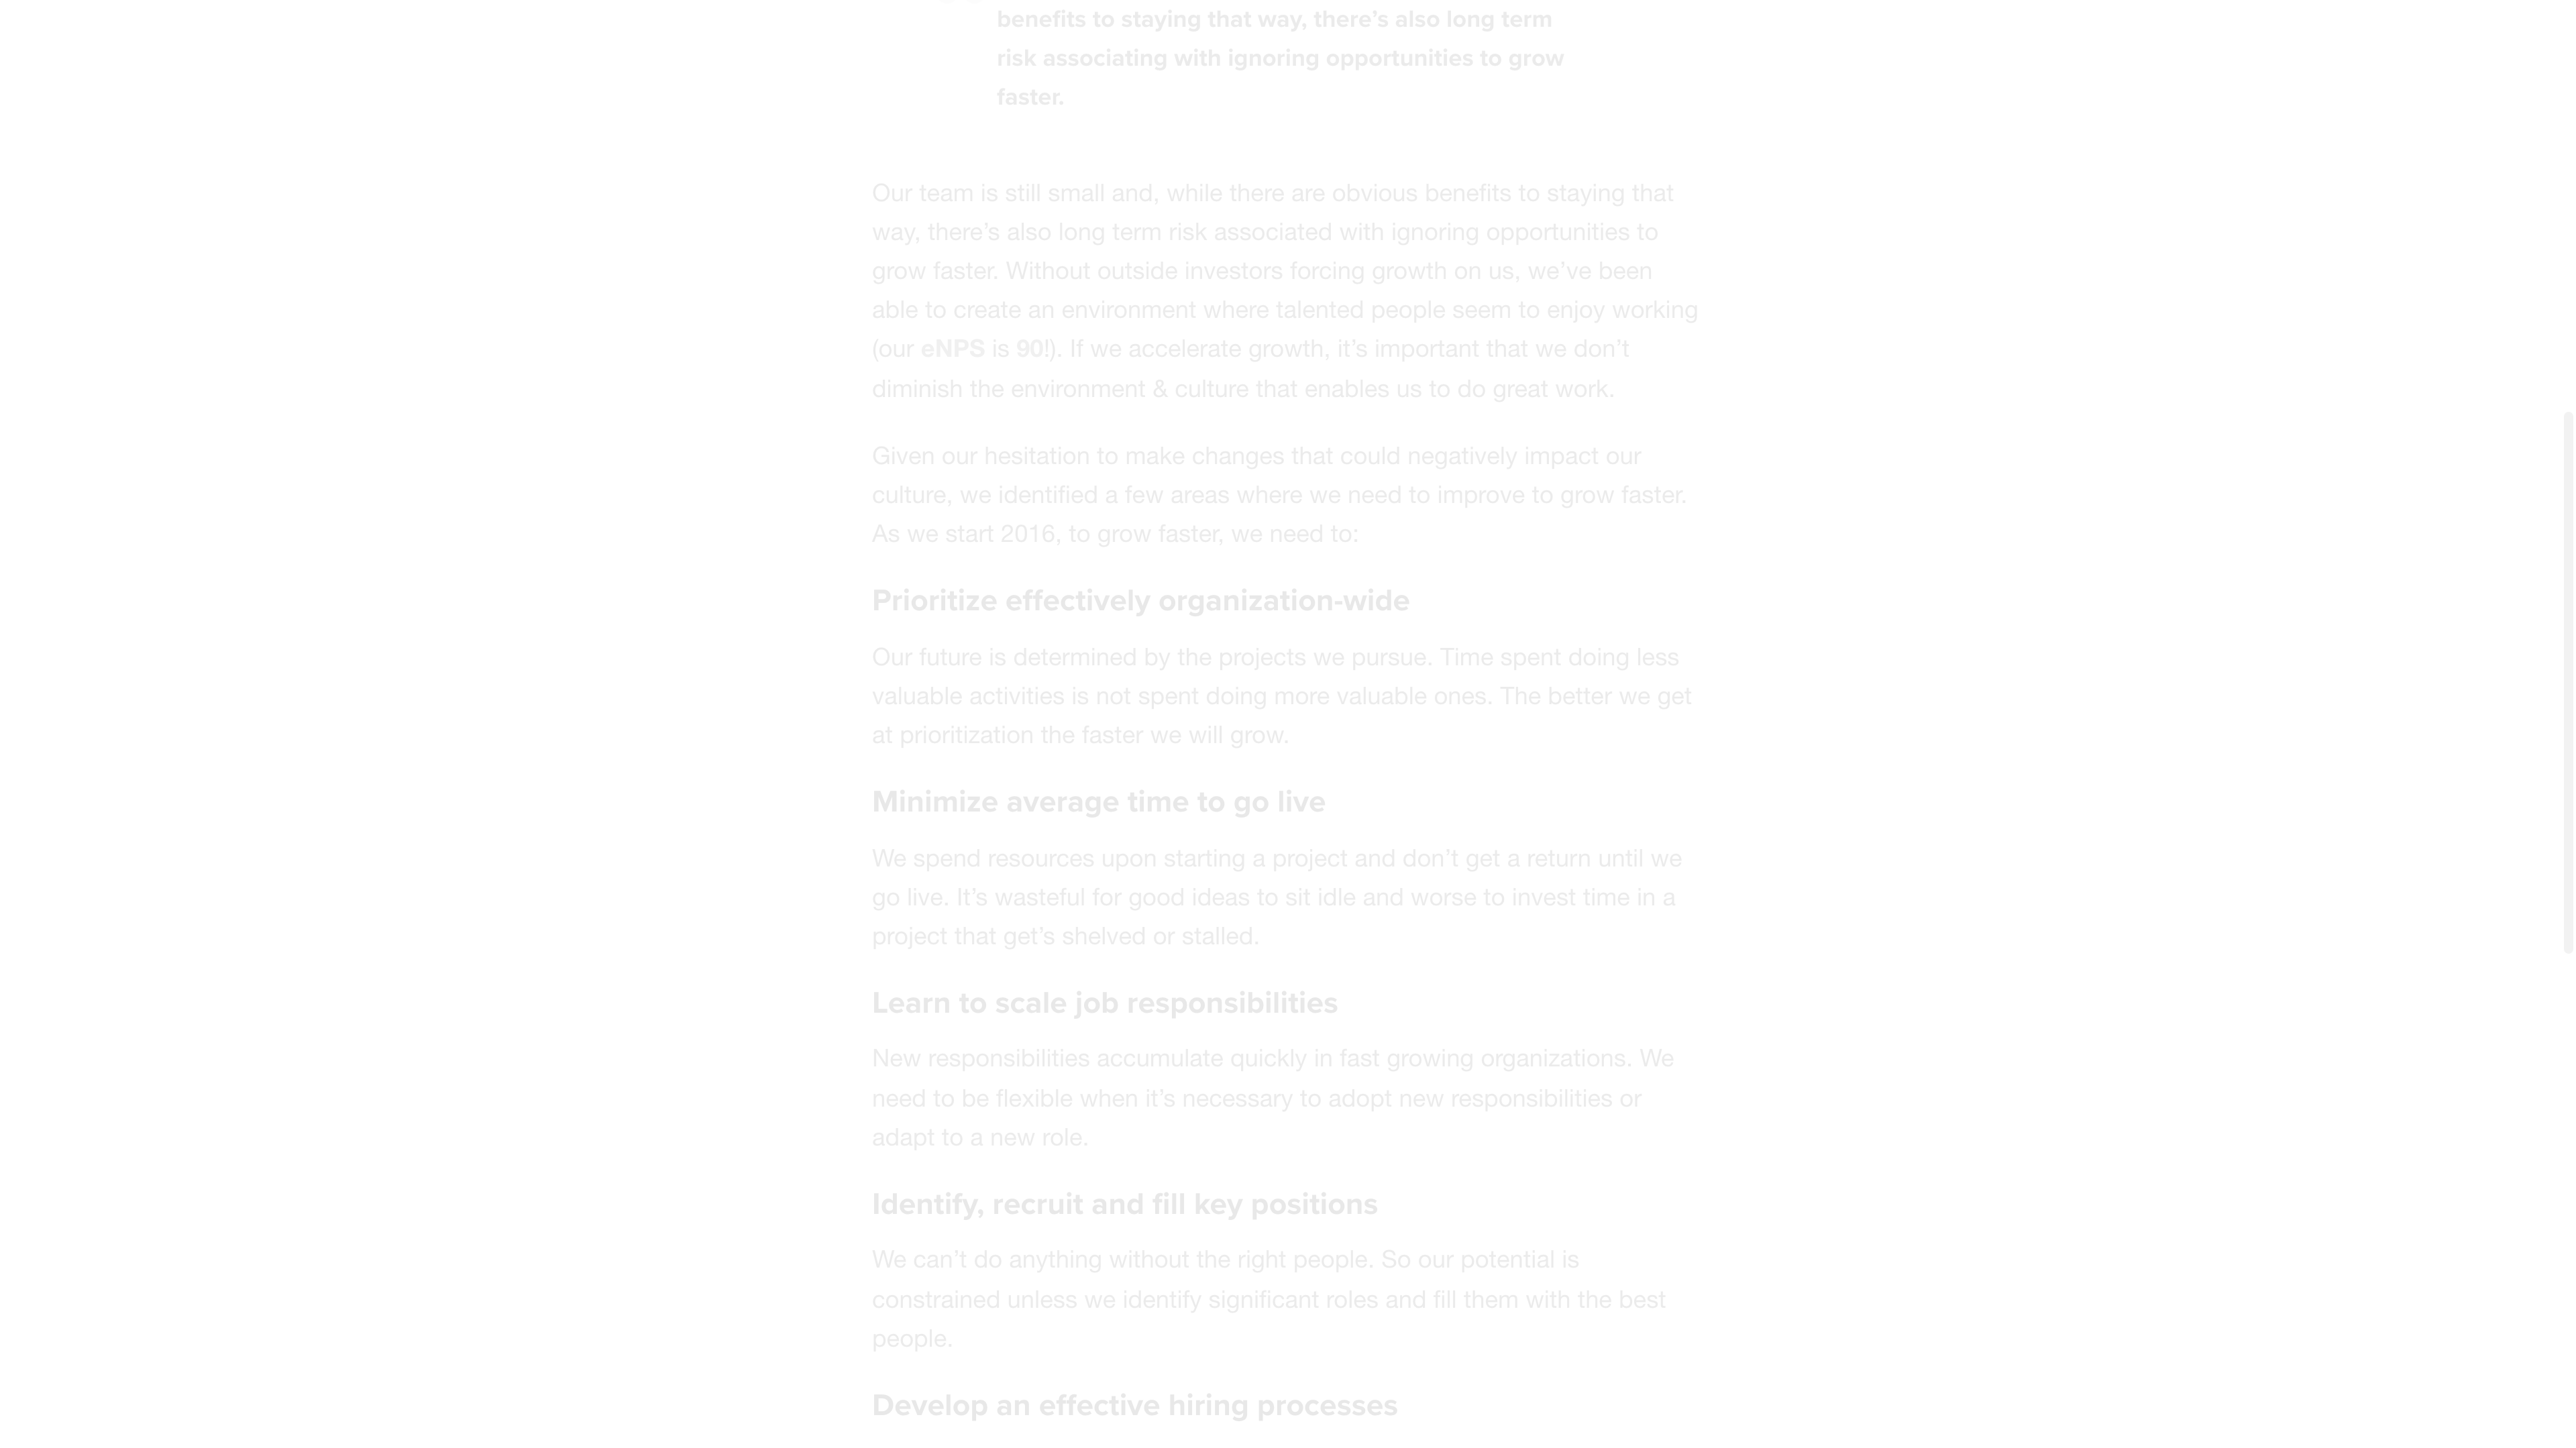 benefits to staying that way, there’s also long term
risk associating with ignoring opportunities to grow
faster.
Our team is still small and, while there are obvious benefits to staying that
way, there’s also long term risk associated with ignoring opportunities to
grow faster. Without outside investors forcing growth on us, we’ve been
able to create an environment where talented people seem to enjoy working
(our eNPS is 90!). If we accelerate growth, it’s important that we don’t
diminish the environment & culture that enables us to do great work.
Given our hesitation to make changes that could negatively impact our
culture, we identified a few areas where we need to improve to grow faster.
As we start 2016, to grow faster, we need to:
Prioritize effectively organization-wide
Our future is determined by the projects we pursue. Time spent doing less
valuable activities is not spent doing more valuable ones. The better we get
at prioritization the faster we will grow.
Minimize average time to go live
We spend resources upon starting a project and don’t get a return until we
go live. It’s wasteful for good ideas to sit idle and worse to invest time in a
project that get’s shelved or stalled.
Learn to scale job responsibilities
New responsibilities accumulate quickly in fast growing organizations. We
need to be flexible when it’s necessary to adopt new responsibilities or
adapt to a new role.
Identify, recruit and fill key positions
We can’t do anything without the right people. So our potential is
constrained unless we identify significant roles and fill them with the best
people.
Develop an effective hiring processes